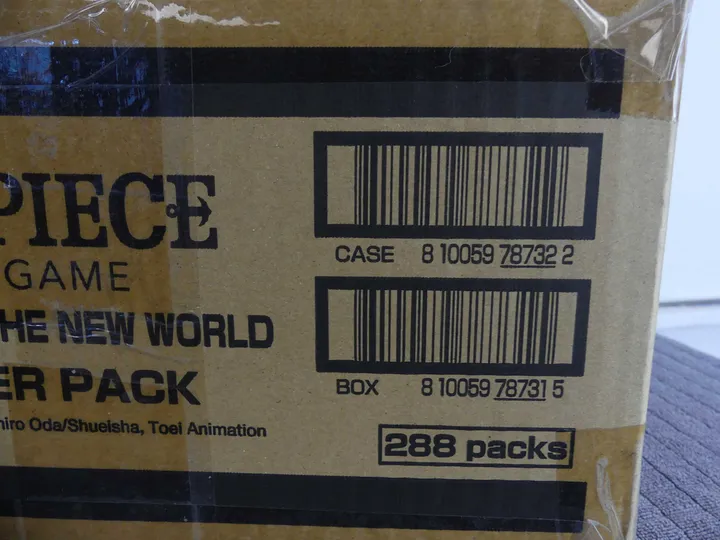 PIECE
GAME
HE NEW WORLD
ER PACK
hiro Oda/Shueisha, Toei Animation
CASE 8 10059 78732 2
BOX 8 10059 78731 5
288 packs